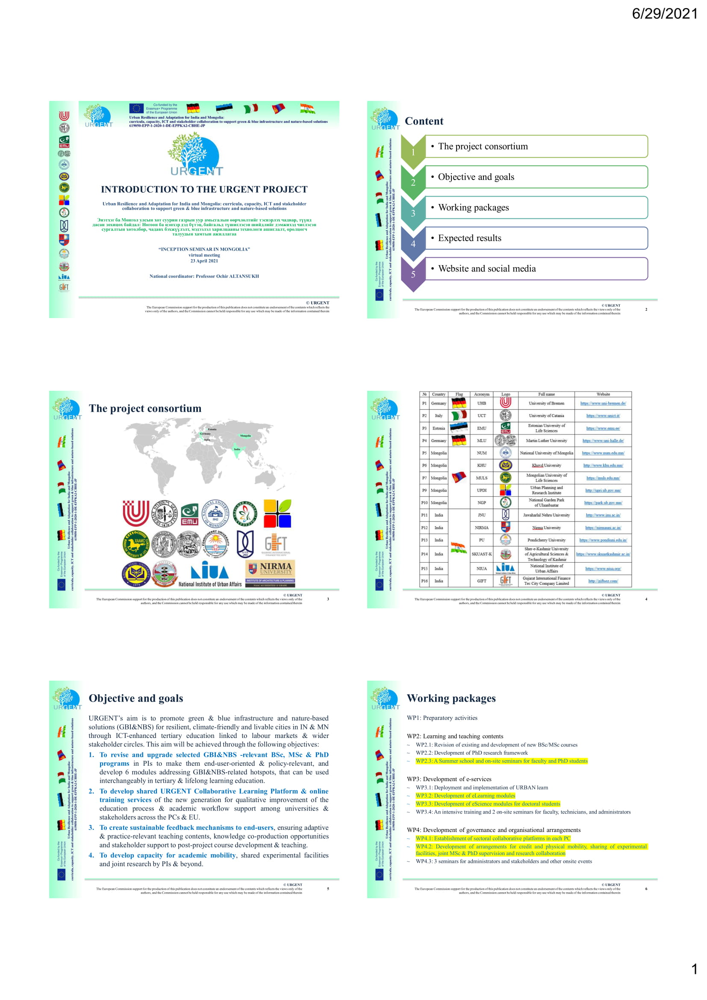 6/29/2021
URGENT
Co-funded by the
Erasmus+ Programme
of the European Union
Urban Resilience and Adaptation for India and Mongolia:
curricula, capacity, ICT and stakeholder collaboration to support green & blue infrastructure and nature-based solutions
619050-EPP-1-2020-1-DE-EPPKA2-CBHE-JP
URGENT
INTRODUCTION TO THE URGENT PROJECT
Urban Resilience and Adaptation for India and Mongolia: curricula, capacity, ICT and stakeholder
collaboration to support green & blue infrastructure and nature-based solutions
Энэтхэг ба Монгол улсын хот суурин газрын уур амьсгалын өөрчлөлтийг тэсвэрлэх чадвар, түүнд
дасан зохицох байдал: Ногоон ба цэнхэр дэд бүтэц, байгальд түшиглэсэн шийдлийг дэмжихэд чиглэсэн
сургалтын хөтөлбөр, чадавх бэхжүүлэлт, мэдээлэл харилцааны технологи ашиглалт, оролцогч
талуудын хамтын ажиллагаа
“INCEPTION SEMINAR IN MONGOLIA”
virtual meeting
23 April 2021
National coordinator: Professor Ochir ALTANSUKH
EMU
NIUA
GIFT
© URGENT
The European Commission support for the production of this publication does not constitute an endorsement of the contents which reflects the
views only of the authors, and the Commission cannot be held responsible for any use which may be made of the information contained therein
URGENT
Content
1
• The project consortium
2
• Objective and goals
3
• Working packages
4
• Expected results
5
• Website and social media
Co-funded by the
Erasmus+ Programme
of the European Union
Urban Resilience and Adaptation for India and Mongolia:
curricula, capacity, ICT and stakeholder collaboration to support green & blue infrastructure and nature-based solutions
619050-EPP-1-2020-1-DE-EPPKA2-CBHE-JP
© URGENT
The European Commission support for the production of this publication does not constitute an endorsement of the contents which reflects the views only of the
authors, and the Commission cannot be held responsible for any use which may be made of the information contained therein
2
URGENT
The project consortium
Estonia
Germany
Italia
Mongolia
India
EMU
NATIONAL UNIVERSITY OF MONGOLIA
1942
ХААИС
PONDICHERRY UNIVERSITY
JNU
GIFT
GUJARAT INTERNATIONAL
FINANCE TEC-CITY
1979
NIUA
National Institute of Urban Affairs
NIRMA
UNIVERSITY
INSTITUTE OF ARCHITECTURE & PLANNING
NAAC ACCREDITED 'A' GRADE
Co-funded by the
Erasmus+ Programme
of the European Union
Urban Resilience and Adaptation for India and Mongolia:
curricula, capacity, ICT and stakeholder collaboration to support green & blue infrastructure and nature-based solutions
619050-EPP-1-2020-1-DE-EPPKA2-CBHE-JP
© URGENT
The European Commission support for the production of this publication does not constitute an endorsement of the contents which reflects the views only of the
authors, and the Commission cannot be held responsible for any use which may be made of the information contained therein
3
URGENT
№ Country Flag Acronym Logo Full name Website
P1 Germany UHB University of Bremen https://www.uni-bremen.de/
P2 Italy UCT University of Catania https://www.unict.it/
P3 Estonia EMU Estonian University of Life Sciences https://www.emu.ee/
P4 Germany MLU Martin Luther University https://www.uni-halle.de/
P5 Mongolia NUM National University of Mongolia https://www.num.edu.mn/
P6 Mongolia KHU Khovd University http://www.khu.edu.mn/
P7 Mongolia MULS Mongolian University of Life Sciences https://muls.edu.mn/
P9 Mongolia UPDI Urban Planning and Research Institute http://upri.ub.gov.mn/
P10 Mongolia NGP National Garden Park of Ulaanbaatar https://park.ub.gov.mn/
P11 India JNU Jawaharlal Nehru University http://www.jnu.ac.in/
P12 India NIRMA Nirma University https://nirmauni.ac.in/
P13 India PU Pondicherry University https://www.pondiuni.edu.in/
P14 India SKUAST-K Sher-e-Kashmir University of Agricultural Sciences & Technology of Kashmir https://www.skuastkashmir.ac.in/
P15 India NIUA National Institute of Urban Affairs https://www.niua.org/
P16 India GIFT Gujarat International Finance Tec City Company Limited http://giftsez.com/
Co-funded by the
Erasmus+ Programme
of the European Union
Urban Resilience and Adaptation for India and Mongolia:
curricula, capacity, ICT and stakeholder collaboration to support green & blue infrastructure and nature-based solutions
619050-EPP-1-2020-1-DE-EPPKA2-CBHE-JP
© URGENT
The European Commission support for the production of this publication does not constitute an endorsement of the contents which reflects the views only of the
authors, and the Commission cannot be held responsible for any use which may be made of the information contained therein
4
URGENT
Objective and goals
URGENT’s aim is to promote green & blue infrastructure and nature-based
solutions (GBI&NBS) for resilient, climate-friendly and livable cities in IN & MN
through ICT-enhanced tertiary education linked to labour markets & wider
stakeholder circles. This aim will be achieved through the following objectives:
1. To revise and upgrade selected GBI&NBS -relevant BSc, MSc & PhD
programs in PIs to make them end-user-oriented & policy-relevant, and
develop 6 modules addressing GBI&NBS-related hotspots, that can be used
interchangeably in tertiary & lifelong learning education.
2. To develop shared URGENT Collaborative Learning Platform & online
training services of the new generation for qualitative improvement of the
education process & academic workflow support among universities &
stakeholders across the PCs & EU.
3. To create sustainable feedback mechanisms to end-users, ensuring adaptive
& practice-relevant teaching contents, knowledge co-production opportunities
and stakeholder support to post-project course development & teaching.
4. To develop capacity for academic mobility, shared experimental facilities
and joint research by PIs & beyond.
Co-funded by the
Erasmus+ Programme
of the European Union
Urban Resilience and Adaptation for India and Mongolia:
curricula, capacity, ICT and stakeholder collaboration to support green & blue infrastructure and nature-based solutions
619050-EPP-1-2020-1-DE-EPPKA2-CBHE-JP
© URGENT
The European Commission support for the production of this publication does not constitute an endorsement of the contents which reflects the views only of the
authors, and the Commission cannot be held responsible for any use which may be made of the information contained therein
5
URGENT
Working packages
WP1: Preparatory activities
WP2: Learning and teaching contents
~ WP2.1: Revision of existing and development of new BSc/MSc courses
~ WP2.2: Development of PhD research framework
~ WP2.3: A Summer school and on-site seminars for faculty and PhD students
WP3: Development of e-services
~ WP3.1: Deployment and implementation of URBAN learn
~ WP3.2: Development of eLearning modules
~ WP3.3: Development of eScience modules for doctoral students
~ WP3.4: An intensive training and 2 on-site seminars for faculty, technicians, and administrators
WP4: Development of governance and organisational arrangements
~ WP4.1: Establishment of sectoral collaborative platforms in each PC
~ WP4.2: Development of arrangements for credit and physical mobility, sharing of experimental
facilities, joint MSc & PhD supervision and research collaboration
~ WP4.3: 3 seminars for administrators and stakeholders and other onsite events
Co-funded by the
Erasmus+ Programme
of the European Union
Urban Resilience and Adaptation for India and Mongolia:
curricula, capacity, ICT and stakeholder collaboration to support green & blue infrastructure and nature-based solutions
619050-EPP-1-2020-1-DE-EPPKA2-CBHE-JP
© URGENT
The European Commission support for the production of this publication does not constitute an endorsement of the contents which reflects the views only of the
authors, and the Commission cannot be held responsible for any use which may be made of the information contained therein
6
1